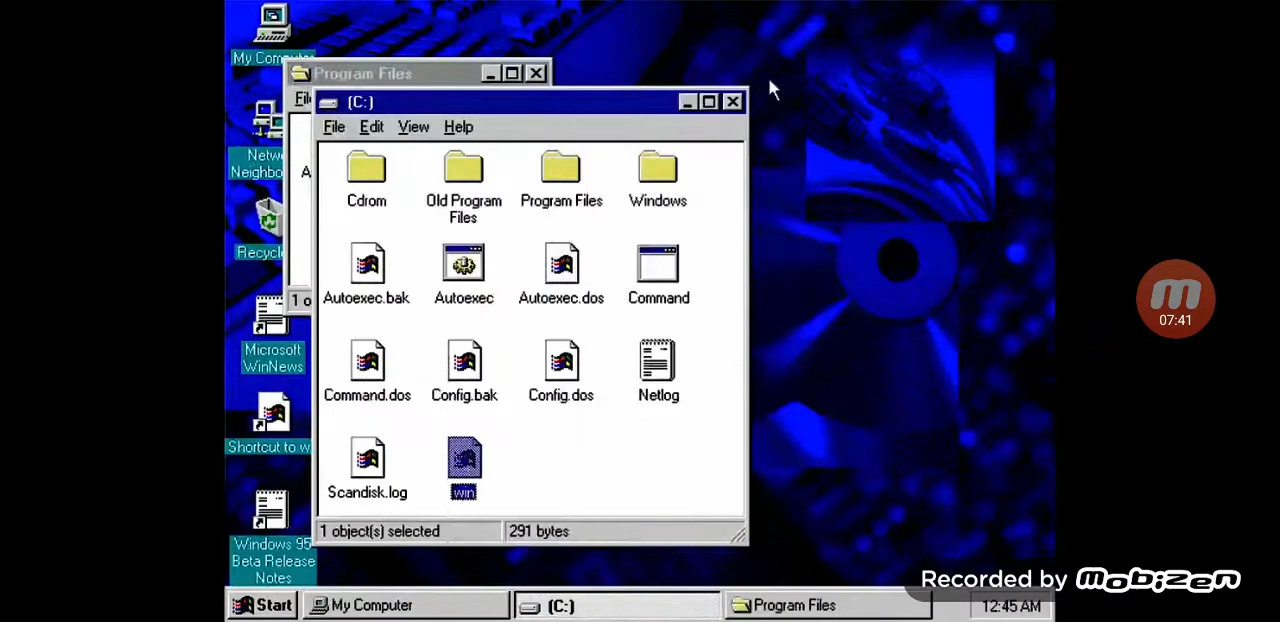 My Computer
Program Files
(C:)
File Edit View Help
Cdrom
Old Program
Files
Program Files
Windows
Autoexec.bak
Autoexec
Autoexec.dos
Command
Command.dos
Config.bak
Config.dos
Netlog
Scandisk.log
win
1 object(s) selected
291 bytes
Microsoft
WinNews
Shortcut to w
Windows 95
Beta Release
Notes
Start
My Computer
(C:)
Program Files
12:45 AM
07:41
Recorded by Mobizen